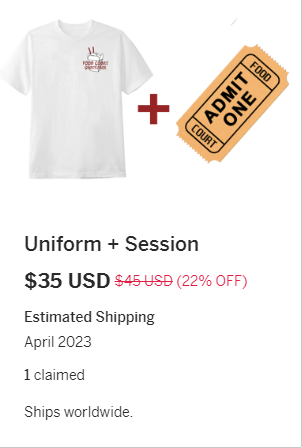 FOOD COURT
ADMIT
ONE
FOOD
COURT
Uniform + Session
$35 USD $45 USD (22% OFF)
Estimated Shipping
April 2023
1 claimed
Ships worldwide.